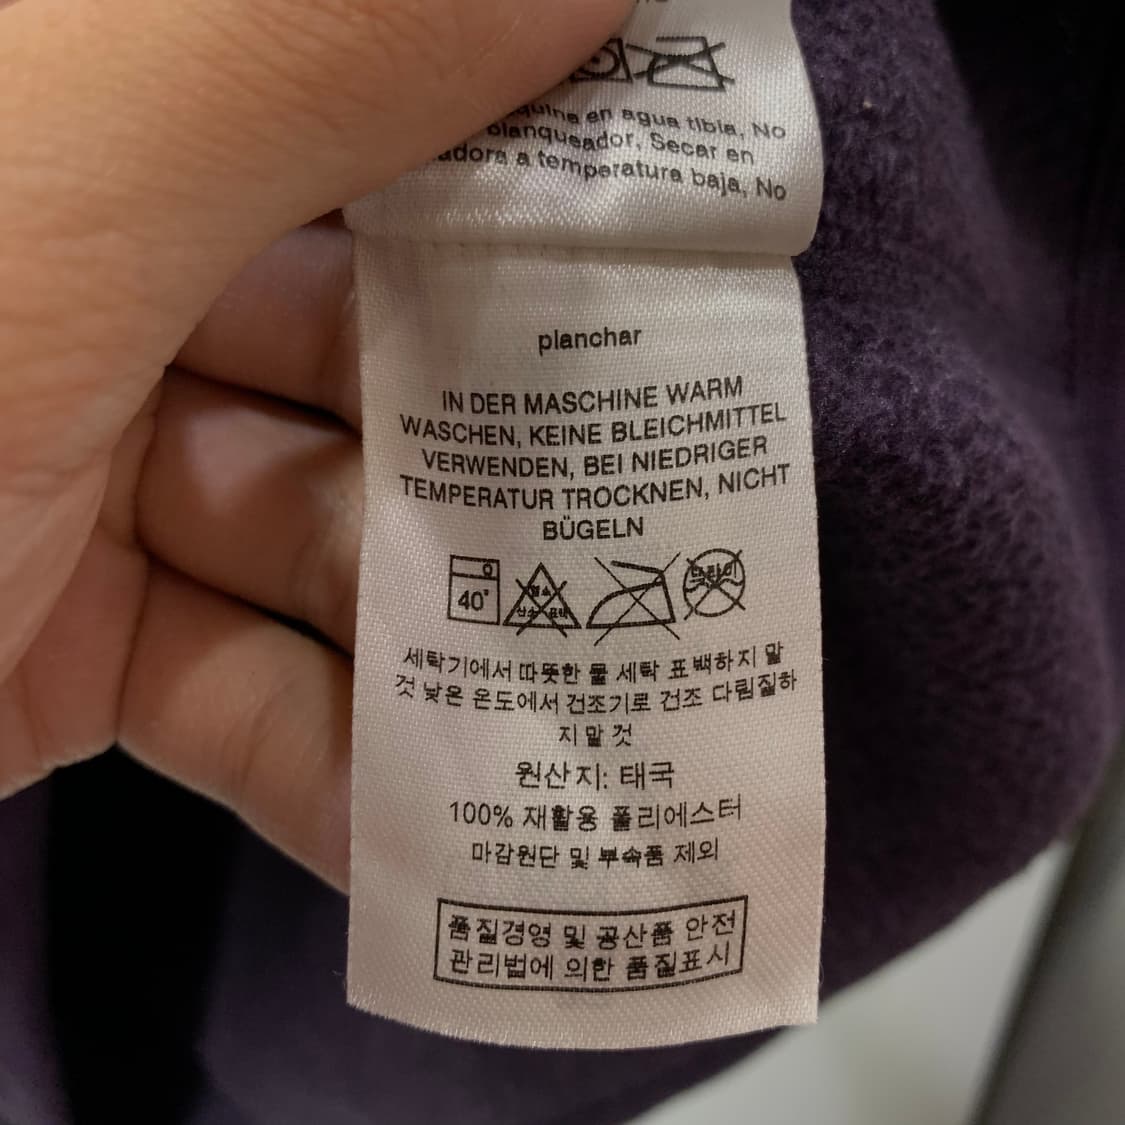 en agua tibia, No
blanqueador, Secar en
a temperatura baja, No
planchar
IN DER MASCHINE WARM
WASCHEN, KEINE BLEICHMITTEL
VERWENDEN, BEI NIEDRIGER
TEMPERATUR TROCKNEN, NICHT
BÜGELN
40°
세탁기에서 따뜻한 물 세탁 표백하지 말
것 낮은 온도에서 건조기로 건조 다림질하
지 말 것
원산지: 태국
100% 재활용 폴리에스터
마감원단 및 부속품 제외
품질경영 및 공산품 안전
관리법에 의한 품질표시